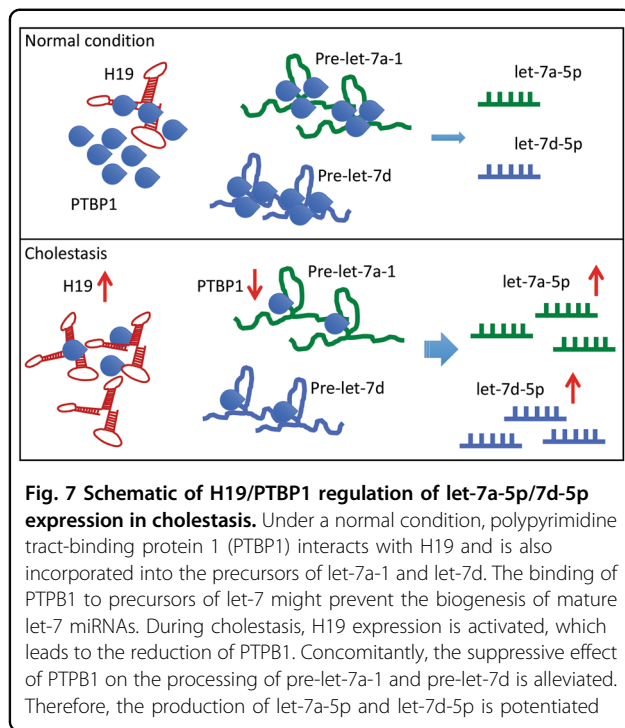 Normal condition
H19
Pre-let-7a-1
let-7a-5p
let-7d-5p
Pre-let-7d
PTBP1
Cholestasis
H19
PTBP1
Pre-let-7a-1
let-7a-5p
Pre-let-7d
let-7d-5p
Fig. 7 Schematic of H19/PTBP1 regulation of let-7a-5p/7d-5p
expression in cholestasis. Under a normal condition, polypyrimidine
tract-binding protein 1 (PTBP1) interacts with H19 and is also
incorporated into the precursors of let-7a-1 and let-7d. The binding of
PTPB1 to precursors of let-7 might prevent the biogenesis of mature
let-7 miRNAs. During cholestasis, H19 expression is activated, which
leads to the reduction of PTPB1. Concomitantly, the suppressive effect
of PTPB1 on the processing of pre-let-7a-1 and pre-let-7d is alleviated.
Therefore, the production of let-7a-5p and let-7d-5p is potentiated